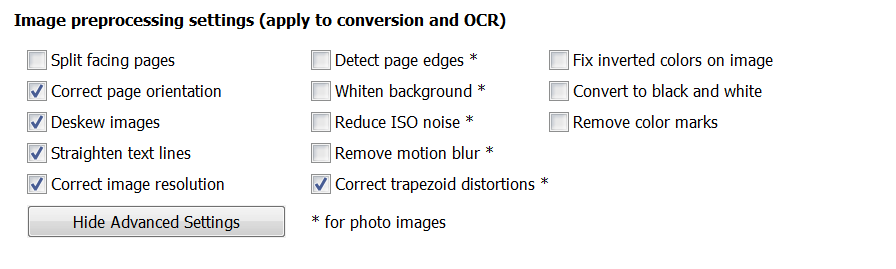 Image preprocessing settings (apply to conversion and OCR)
Split facing pages
Correct page orientation
Deskew images
Straighten text lines
Correct image resolution
Hide Advanced Settings
Detect page edges *
Whiten background *
Reduce ISO noise *
Remove motion blur *
Correct trapezoid distortions *
* for photo images
Fix inverted colors on image
Convert to black and white
Remove color marks